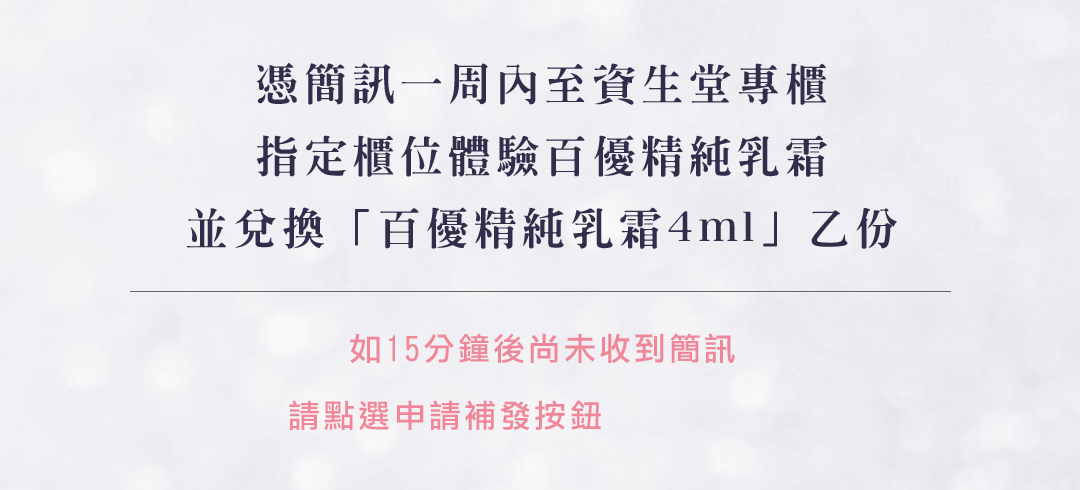 憑簡訊一周內至資生堂專櫃
指定櫃位體驗百優精純乳霜
並兌換「百優精純乳霜4ml」乙份
如15分鐘後尚未收到簡訊
請點選申請補發按鈕